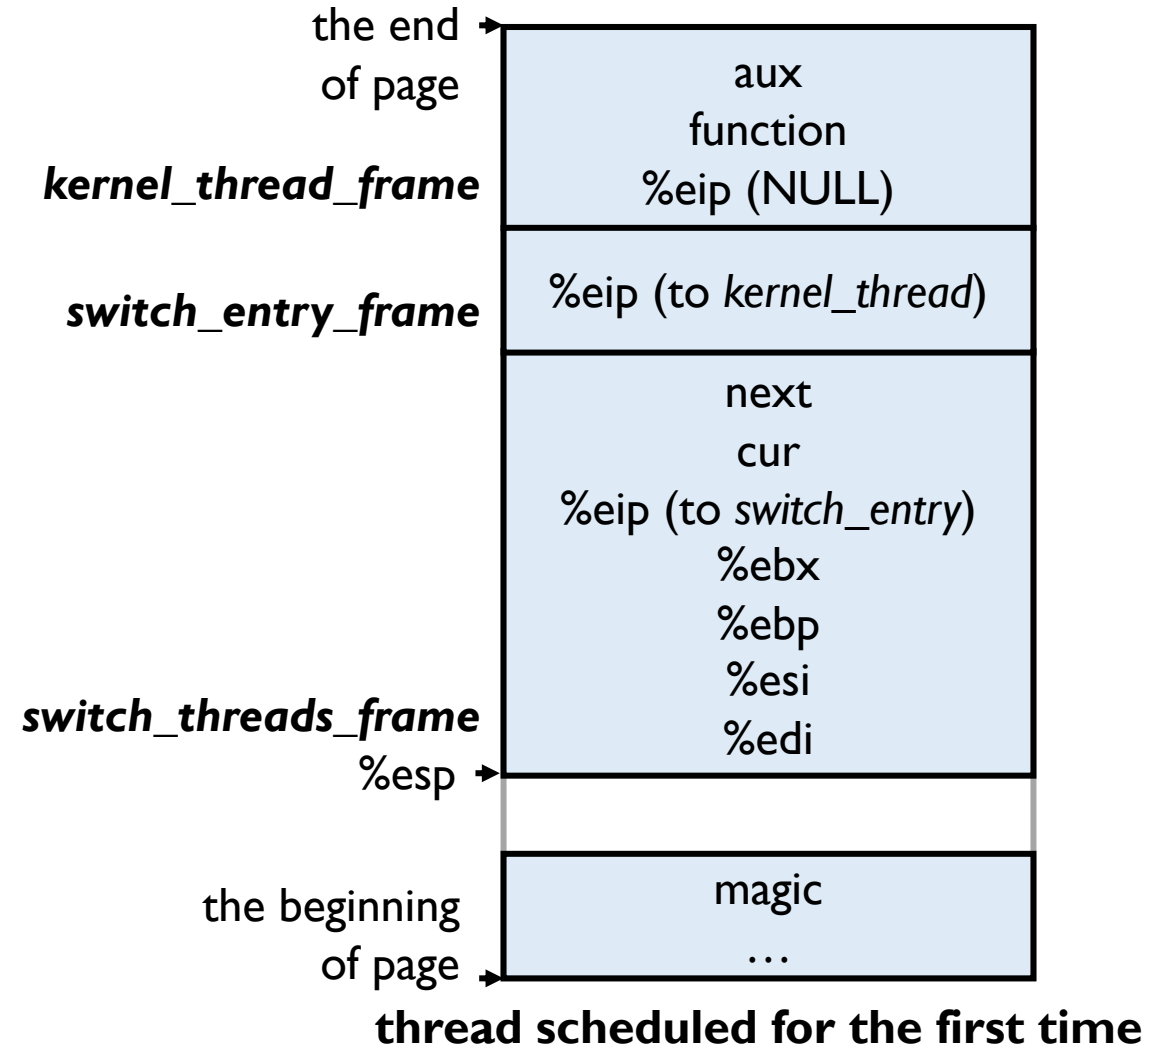 the end
of page
aux
function
kernel_thread_frame
%eip (NULL)
switch_entry_frame
%eip (to kernel_thread)
next
cur
%eip (to switch_entry)
%ebx
%ebp
%esi
switch_threads_frame
%edi
%esp
magic
the beginning
of page
…
thread scheduled for the first time